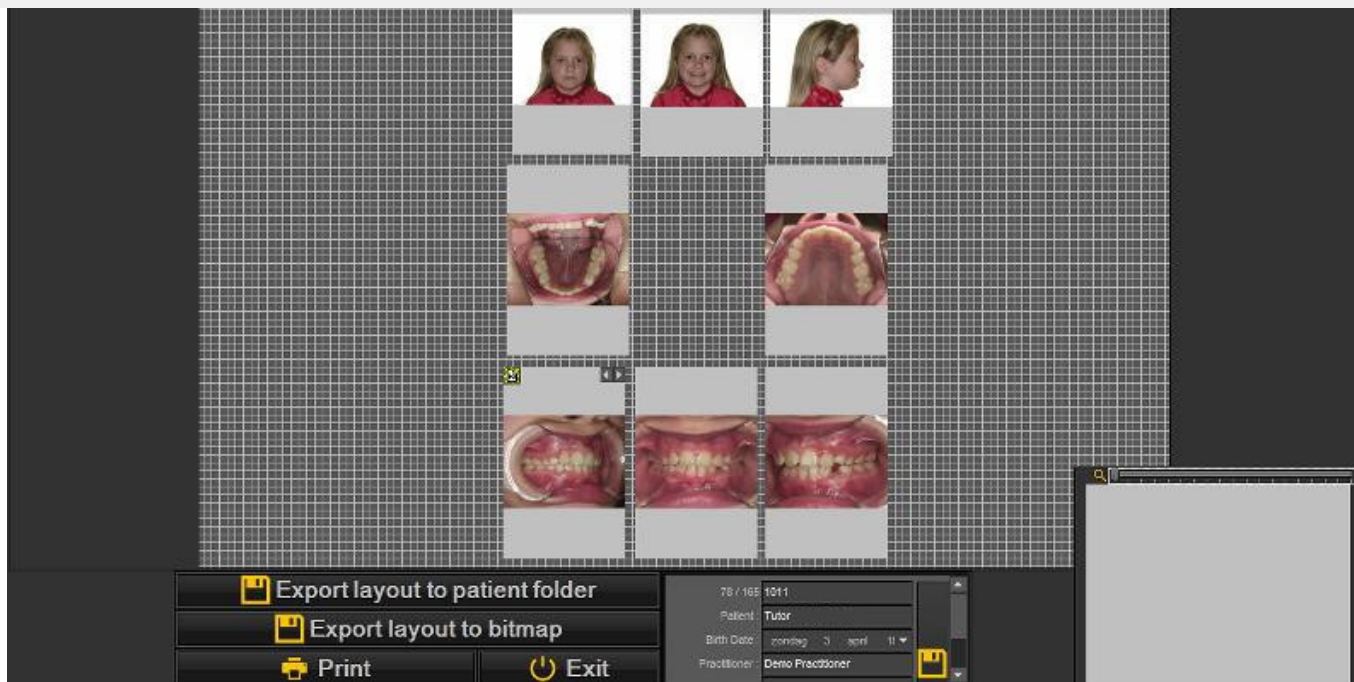 Export layout to patient folder
Export layout to bitmap
Print
Exit
78 / 165 1011
Patient Tutor
Birth Date zondag 3 april
Practitioner Demo Practitioner